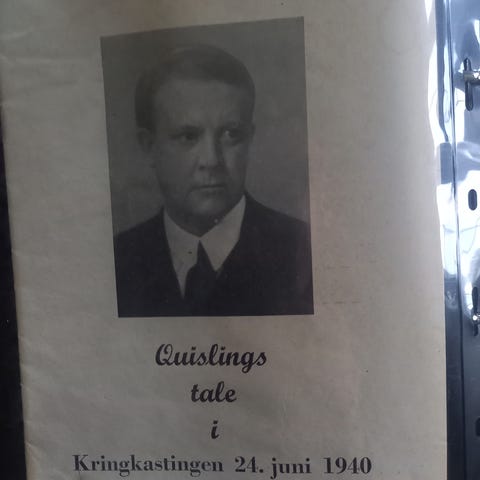 Quislings
tale
i
Kringkastingen 24. juni 1940